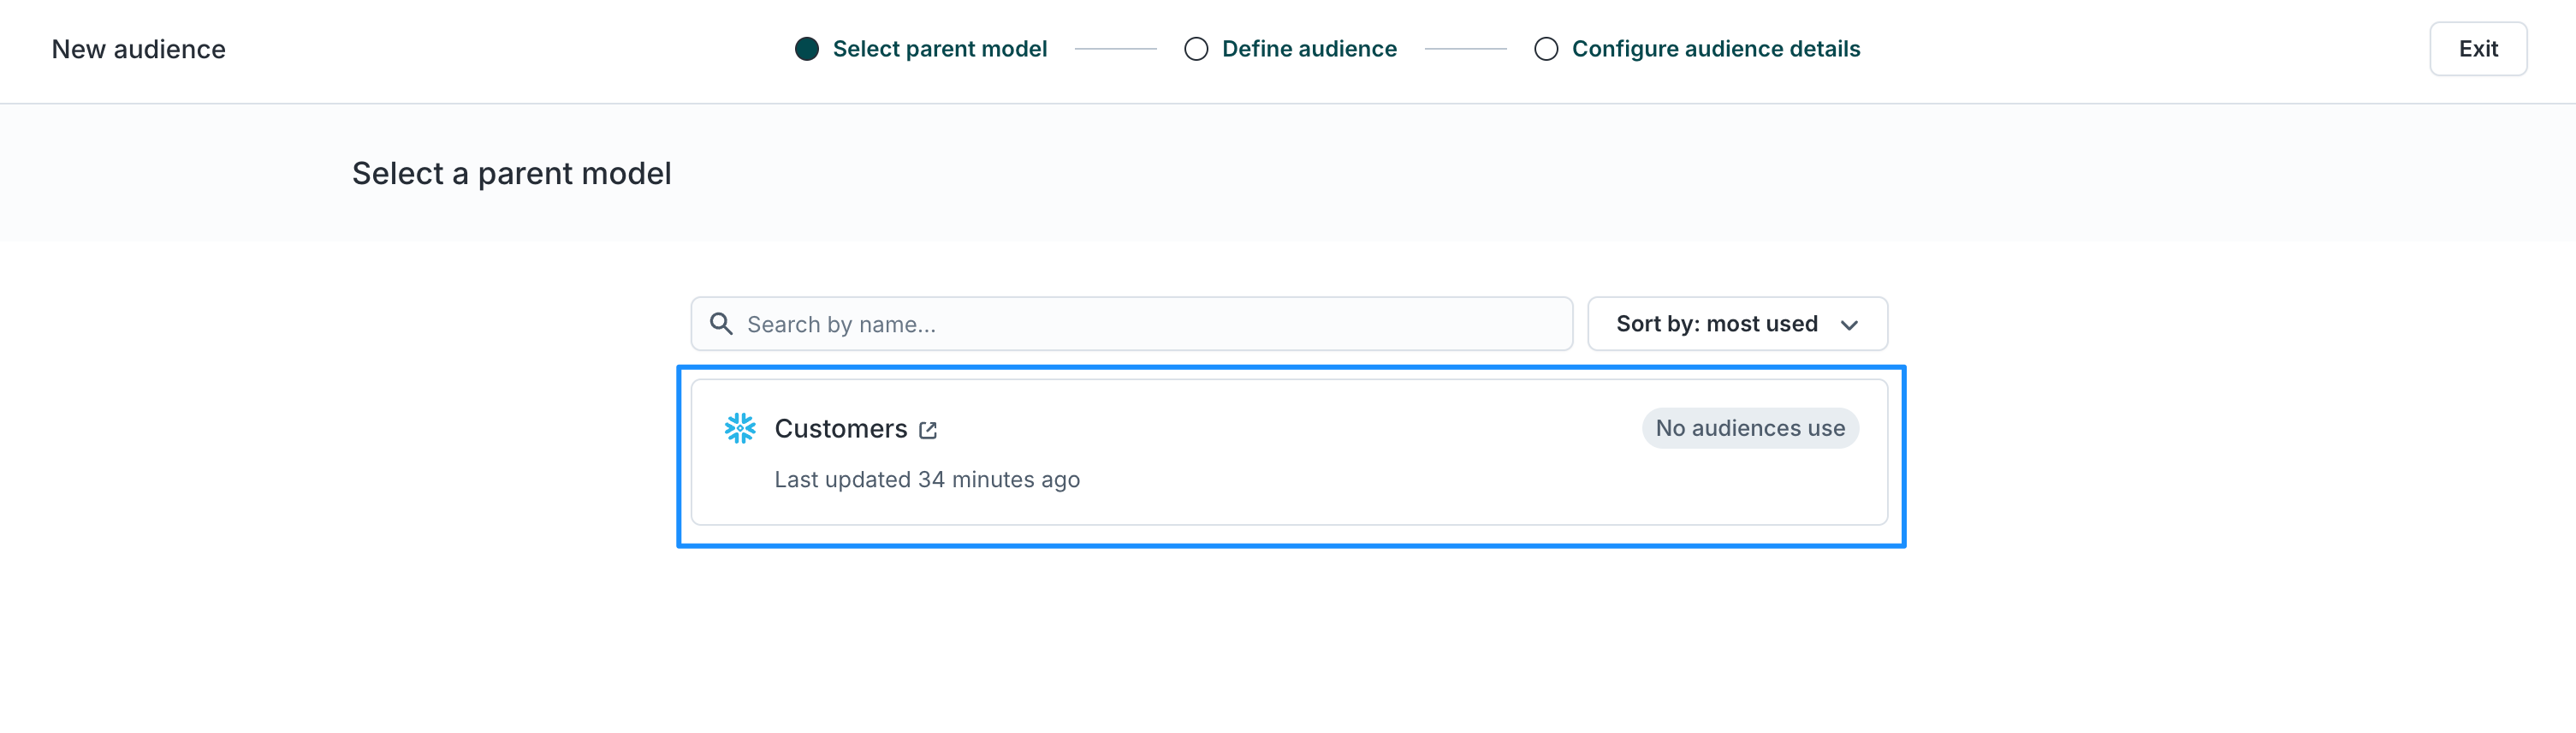 New audience
Select parent model
Define audience
Configure audience details
Exit
Select a parent model
Search by name...
Sort by: most used
Customers
No audiences use
Last updated 34 minutes ago